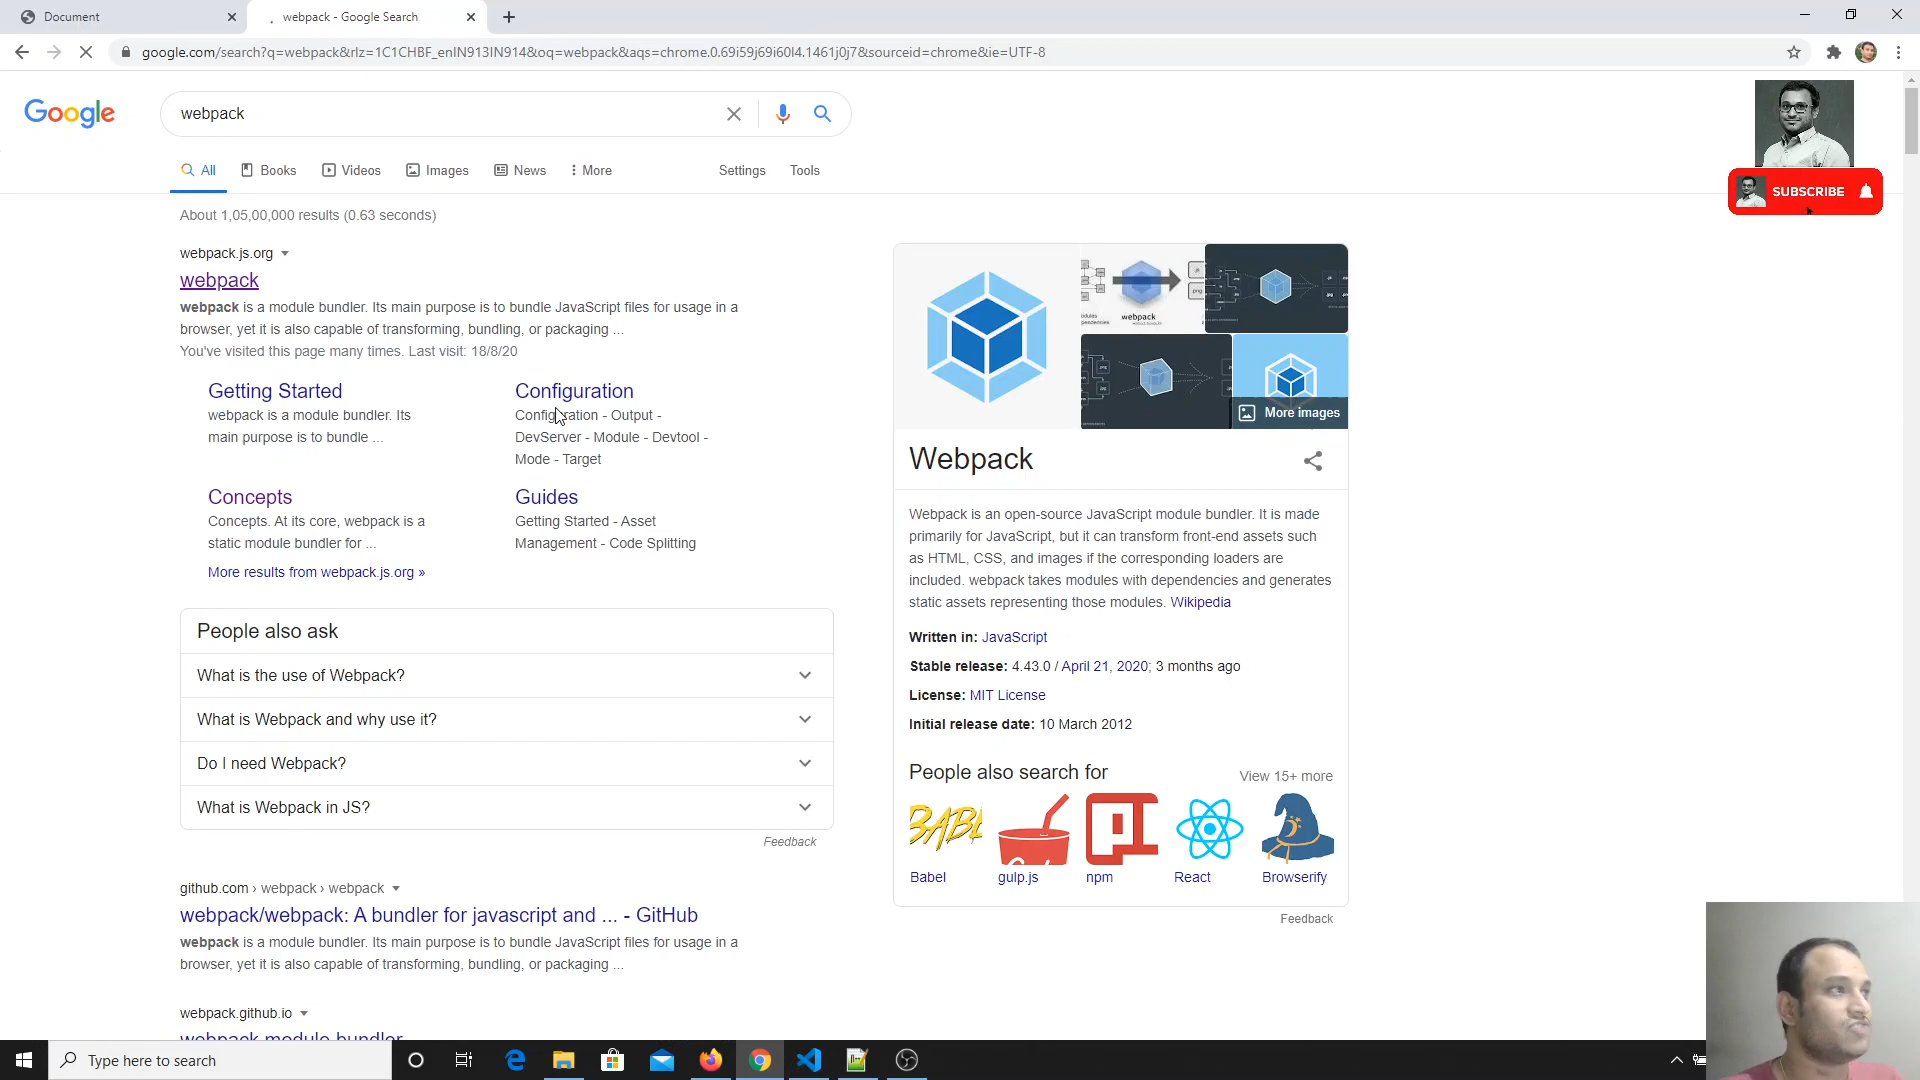 Document
webpack - Google Search
google.com/search?q=webpack&rlz=1C1CHBF_enIN913IN914&oq=webpack&aqs=chrome.0.69i59j69i60l4.1461j0j7&sourceid=chrome&ie=UTF-8
Google
webpack
All
Books
Videos
Images
News
More
Settings
Tools
SUBSCRIBE
About 1,05,00,000 results (0.63 seconds)
webpack.js.org
webpack
webpack is a module bundler. Its main purpose is to bundle JavaScript files for usage in a
browser, yet it is also capable of transforming, bundling, or packaging ...
You've visited this page many times. Last visit: 18/8/20
Getting Started
webpack is a module bundler. Its
main purpose is to bundle ...
Configuration
Configuration - Output -
DevServer - Module - Devtool -
Mode - Target
Concepts
Concepts. At its core, webpack is a
static module bundler for ...
Guides
Getting Started - Asset
Management - Code Splitting
More results from webpack.js.org »
People also ask
What is the use of Webpack?
What is Webpack and why use it?
Do I need Webpack?
What is Webpack in JS?
Feedback
github.com › webpack › webpack
webpack/webpack: A bundler for javascript and ... - GitHub
webpack is a module bundler. Its main purpose is to bundle JavaScript files for usage in a
browser, yet it is also capable of transforming, bundling, or packaging ...
webpack.github.io
webpack module bundler
webpack
More images
Webpack
Webpack is an open-source JavaScript module bundler. It is made
primarily for JavaScript, but it can transform front-end assets such
as HTML, CSS, and images if the corresponding loaders are
included. webpack takes modules with dependencies and generates
static assets representing those modules. Wikipedia
Written in: JavaScript
Stable release: 4.43.0 / April 21, 2020; 3 months ago
License: MIT License
Initial release date: 10 March 2012
People also search for
View 15+ more
Babel
gulp.js
npm
React
Browserify
Feedback
Type here to search